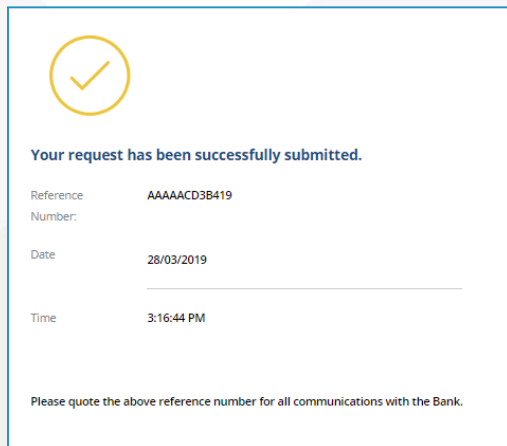 Your request has been successfully submitted.
Reference AAAAACD3B419
Number:
Date 28/03/2019
Time 3:16:44 PM
Please quote the above reference number for all communications with the Bank.